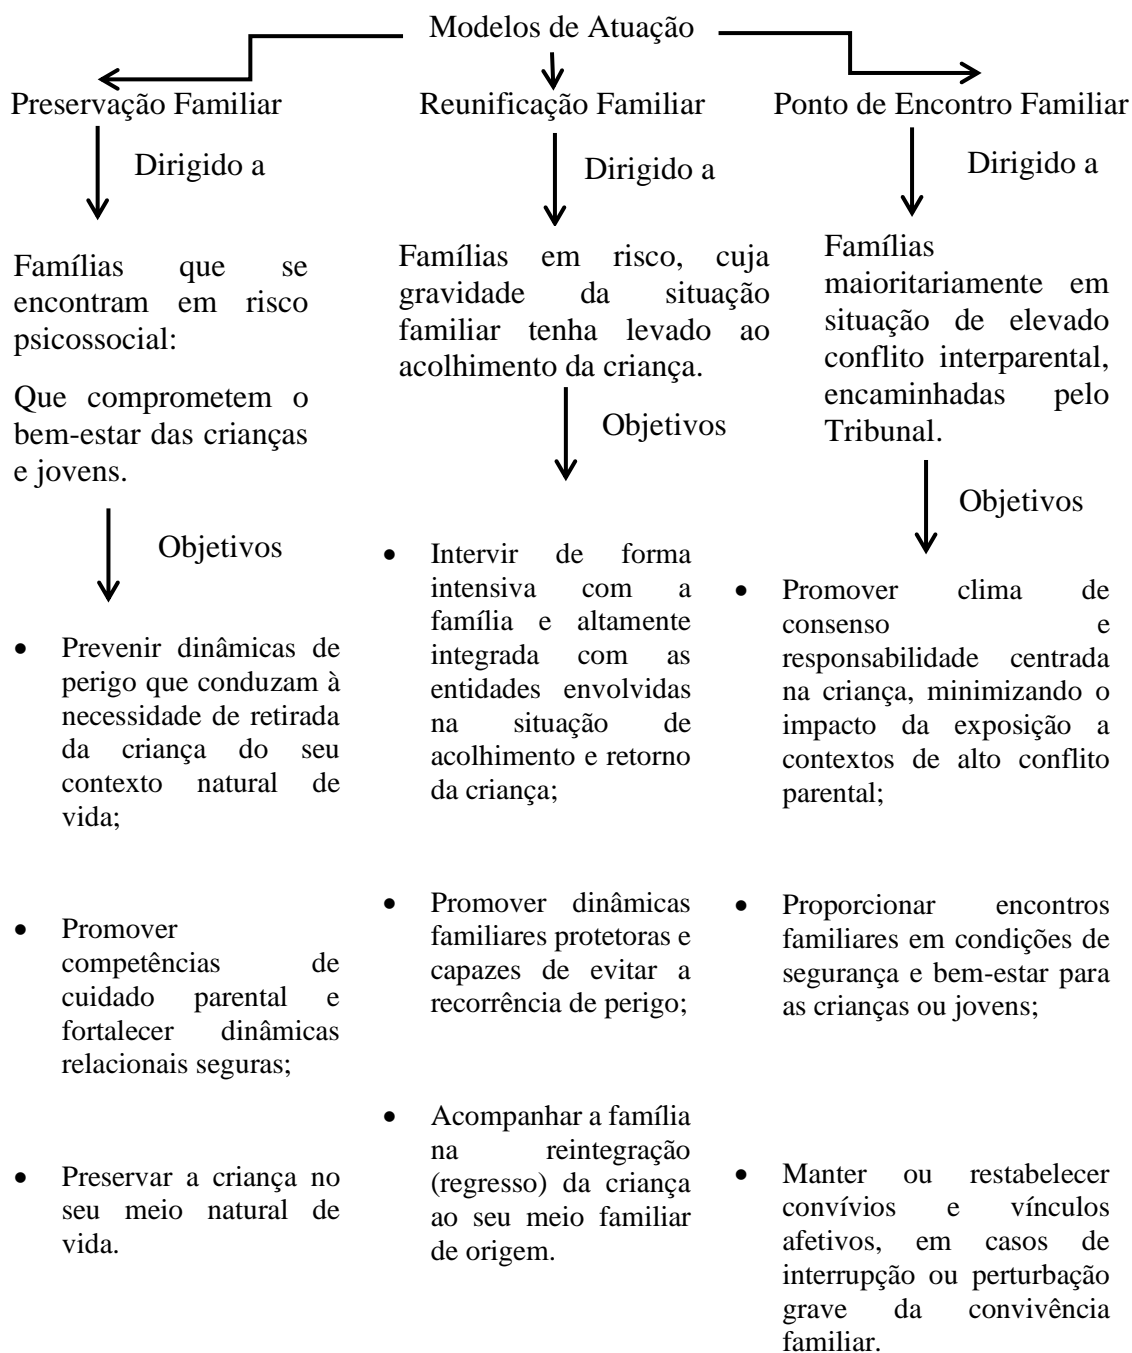 Modelos de Atuação
Preservação Familiar
Dirigido a
Famílias que se
encontram em risco
psicossocial:
Que comprometem o
bem-estar das crianças
e jovens.
Objetivos
• Prevenir dinâmicas de
perigo que conduzam à
necessidade de retirada
da criança do seu
contexto natural de
vida;
• Promover
competências de
cuidado parental e
fortalecer dinâmicas
relacionais seguras;
• Preservar a criança no
seu meio natural de
vida.
Reunificação Familiar
Dirigido a
Famílias em risco, cuja
gravidade da situação
familiar tenha levado ao
acolhimento da criança.
Objetivos
• Intervir de forma
intensiva com a
família e altamente
integrada com as
entidades envolvidas
na situação de
acolhimento e retorno
da criança;
• Promover dinâmicas
familiares protetoras e
capazes de evitar a
recorrência de perigo;
• Acompanhar a família
na reintegração
(regresso) da criança
ao seu meio familiar
de origem.
Ponto de Encontro Familiar
Dirigido a
Famílias
maioritariamente em
situação de elevado
conflito interparental,
encaminhadas pelo
Tribunal.
Objetivos
• Promover clima de
consenso e
responsabilidade centrada
na criança, minimizando o
impacto da exposição a
contextos de alto conflito
parental;
• Proporcionar encontros
familiares em condições de
segurança e bem-estar para
as crianças ou jovens;
• Manter ou restabelecer
convívios e vínculos
afetivos, em casos de
interrupção ou perturbação
grave da convivência
familiar.